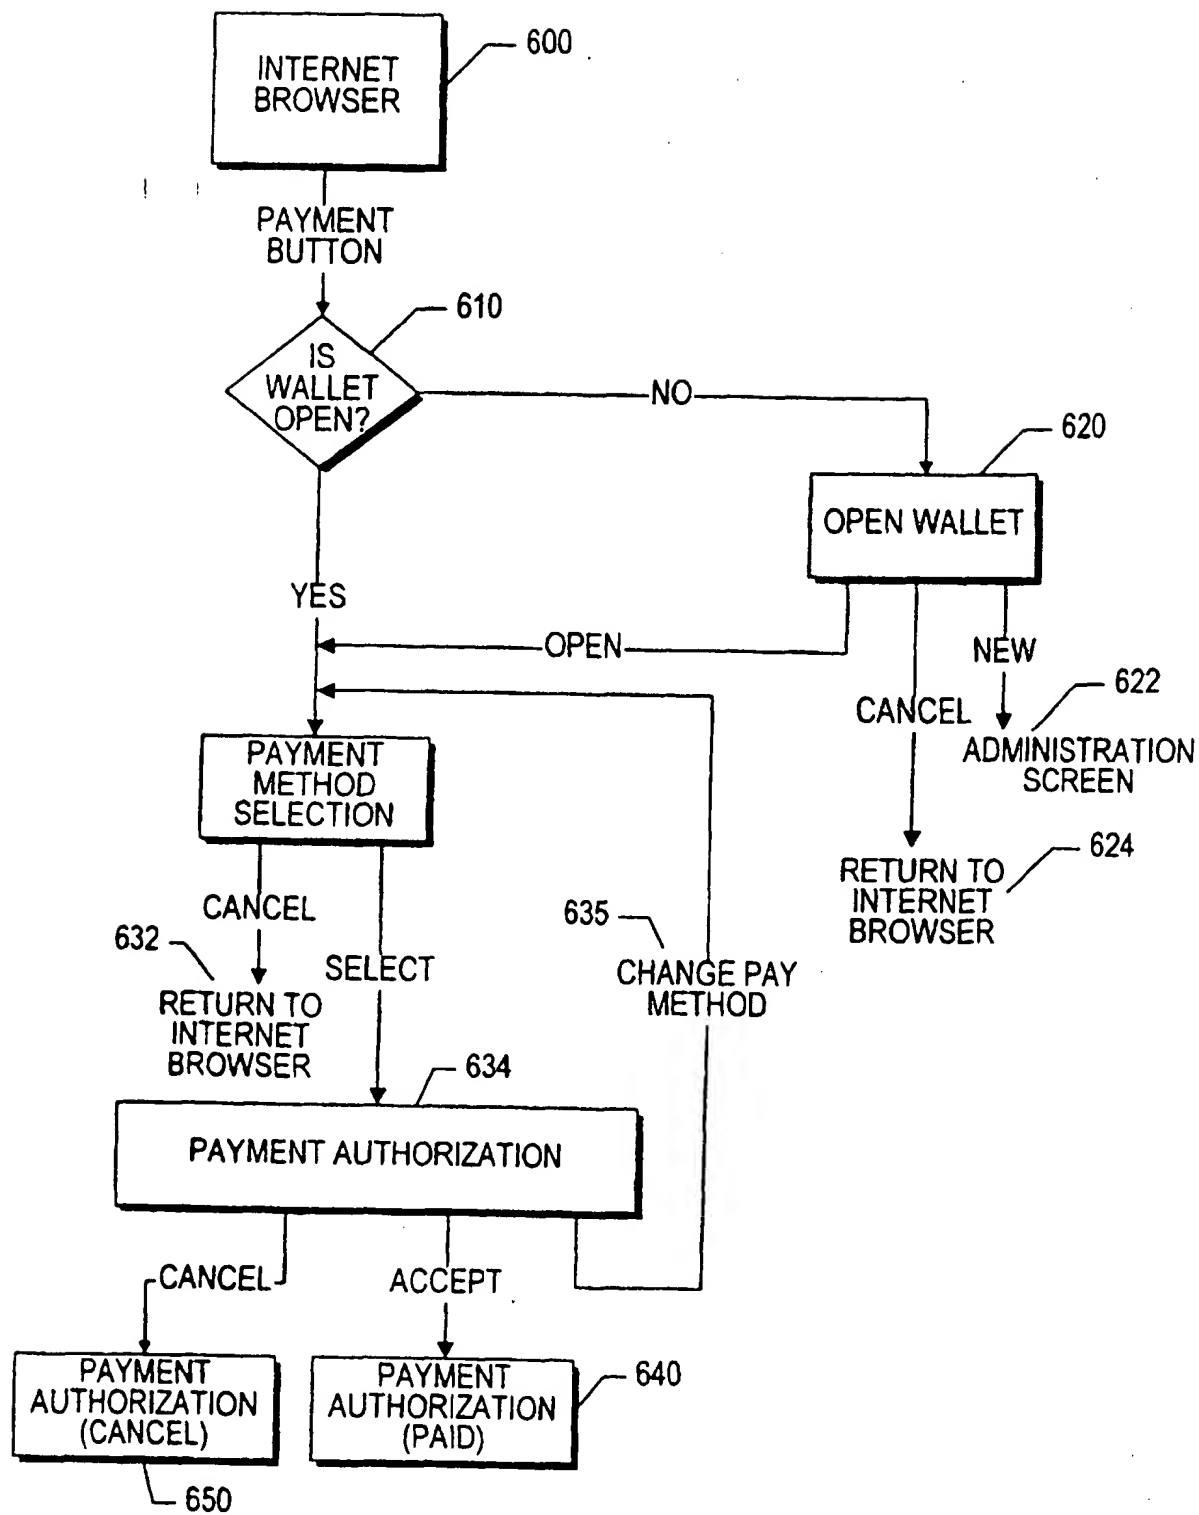 600
INTERNET
BROWSER
PAYMENT
BUTTON
610
IS
WALLET
OPEN?
NO
620
OPEN WALLET
YES
OPEN
NEW
622
CANCEL
ADMINISTRATION
SCREEN
PAYMENT
METHOD
SELECTION
624
RETURN TO
INTERNET
BROWSER
CANCEL
635
632
SELECT
CHANGE PAY
METHOD
RETURN TO
INTERNET
BROWSER
634
PAYMENT AUTHORIZATION
CANCEL
ACCEPT
PAYMENT
AUTHORIZATION
(CANCEL)
PAYMENT
AUTHORIZATION
(PAID)
640
650